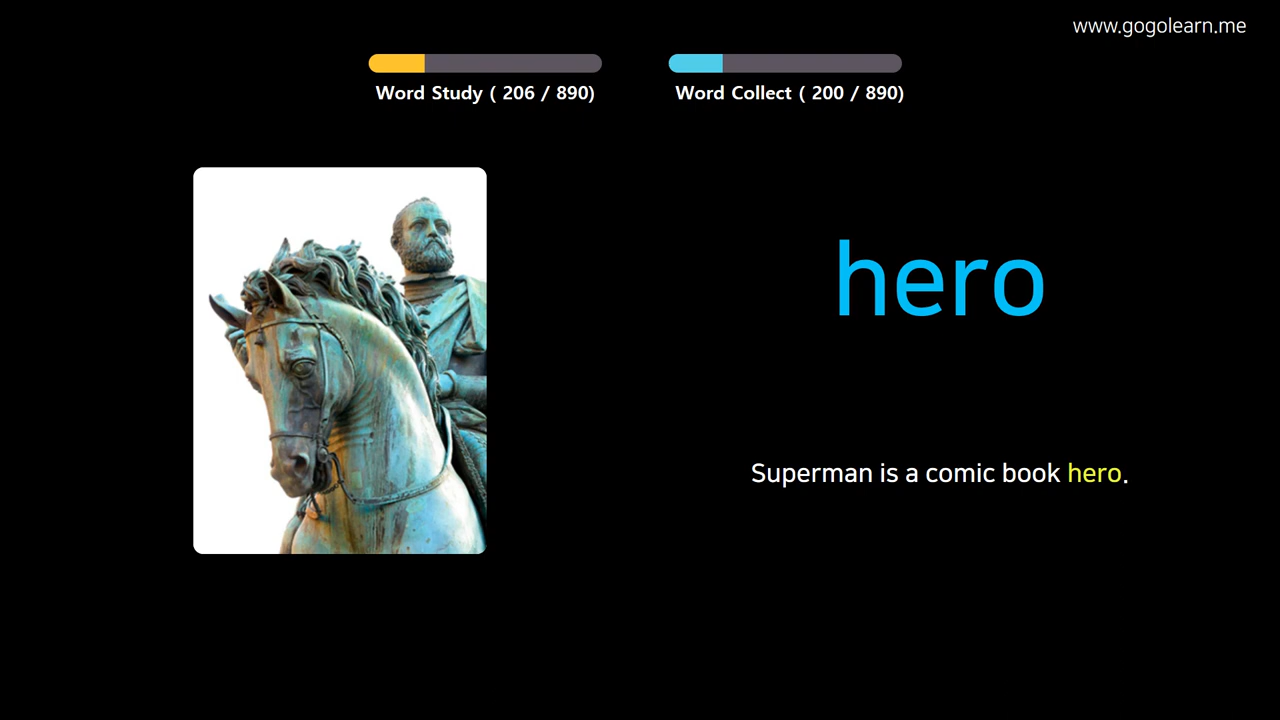 www.gogolearn.me
Word Study ( 206 / 890)
Word Collect ( 200 / 890)
hero
Superman is a comic book hero.